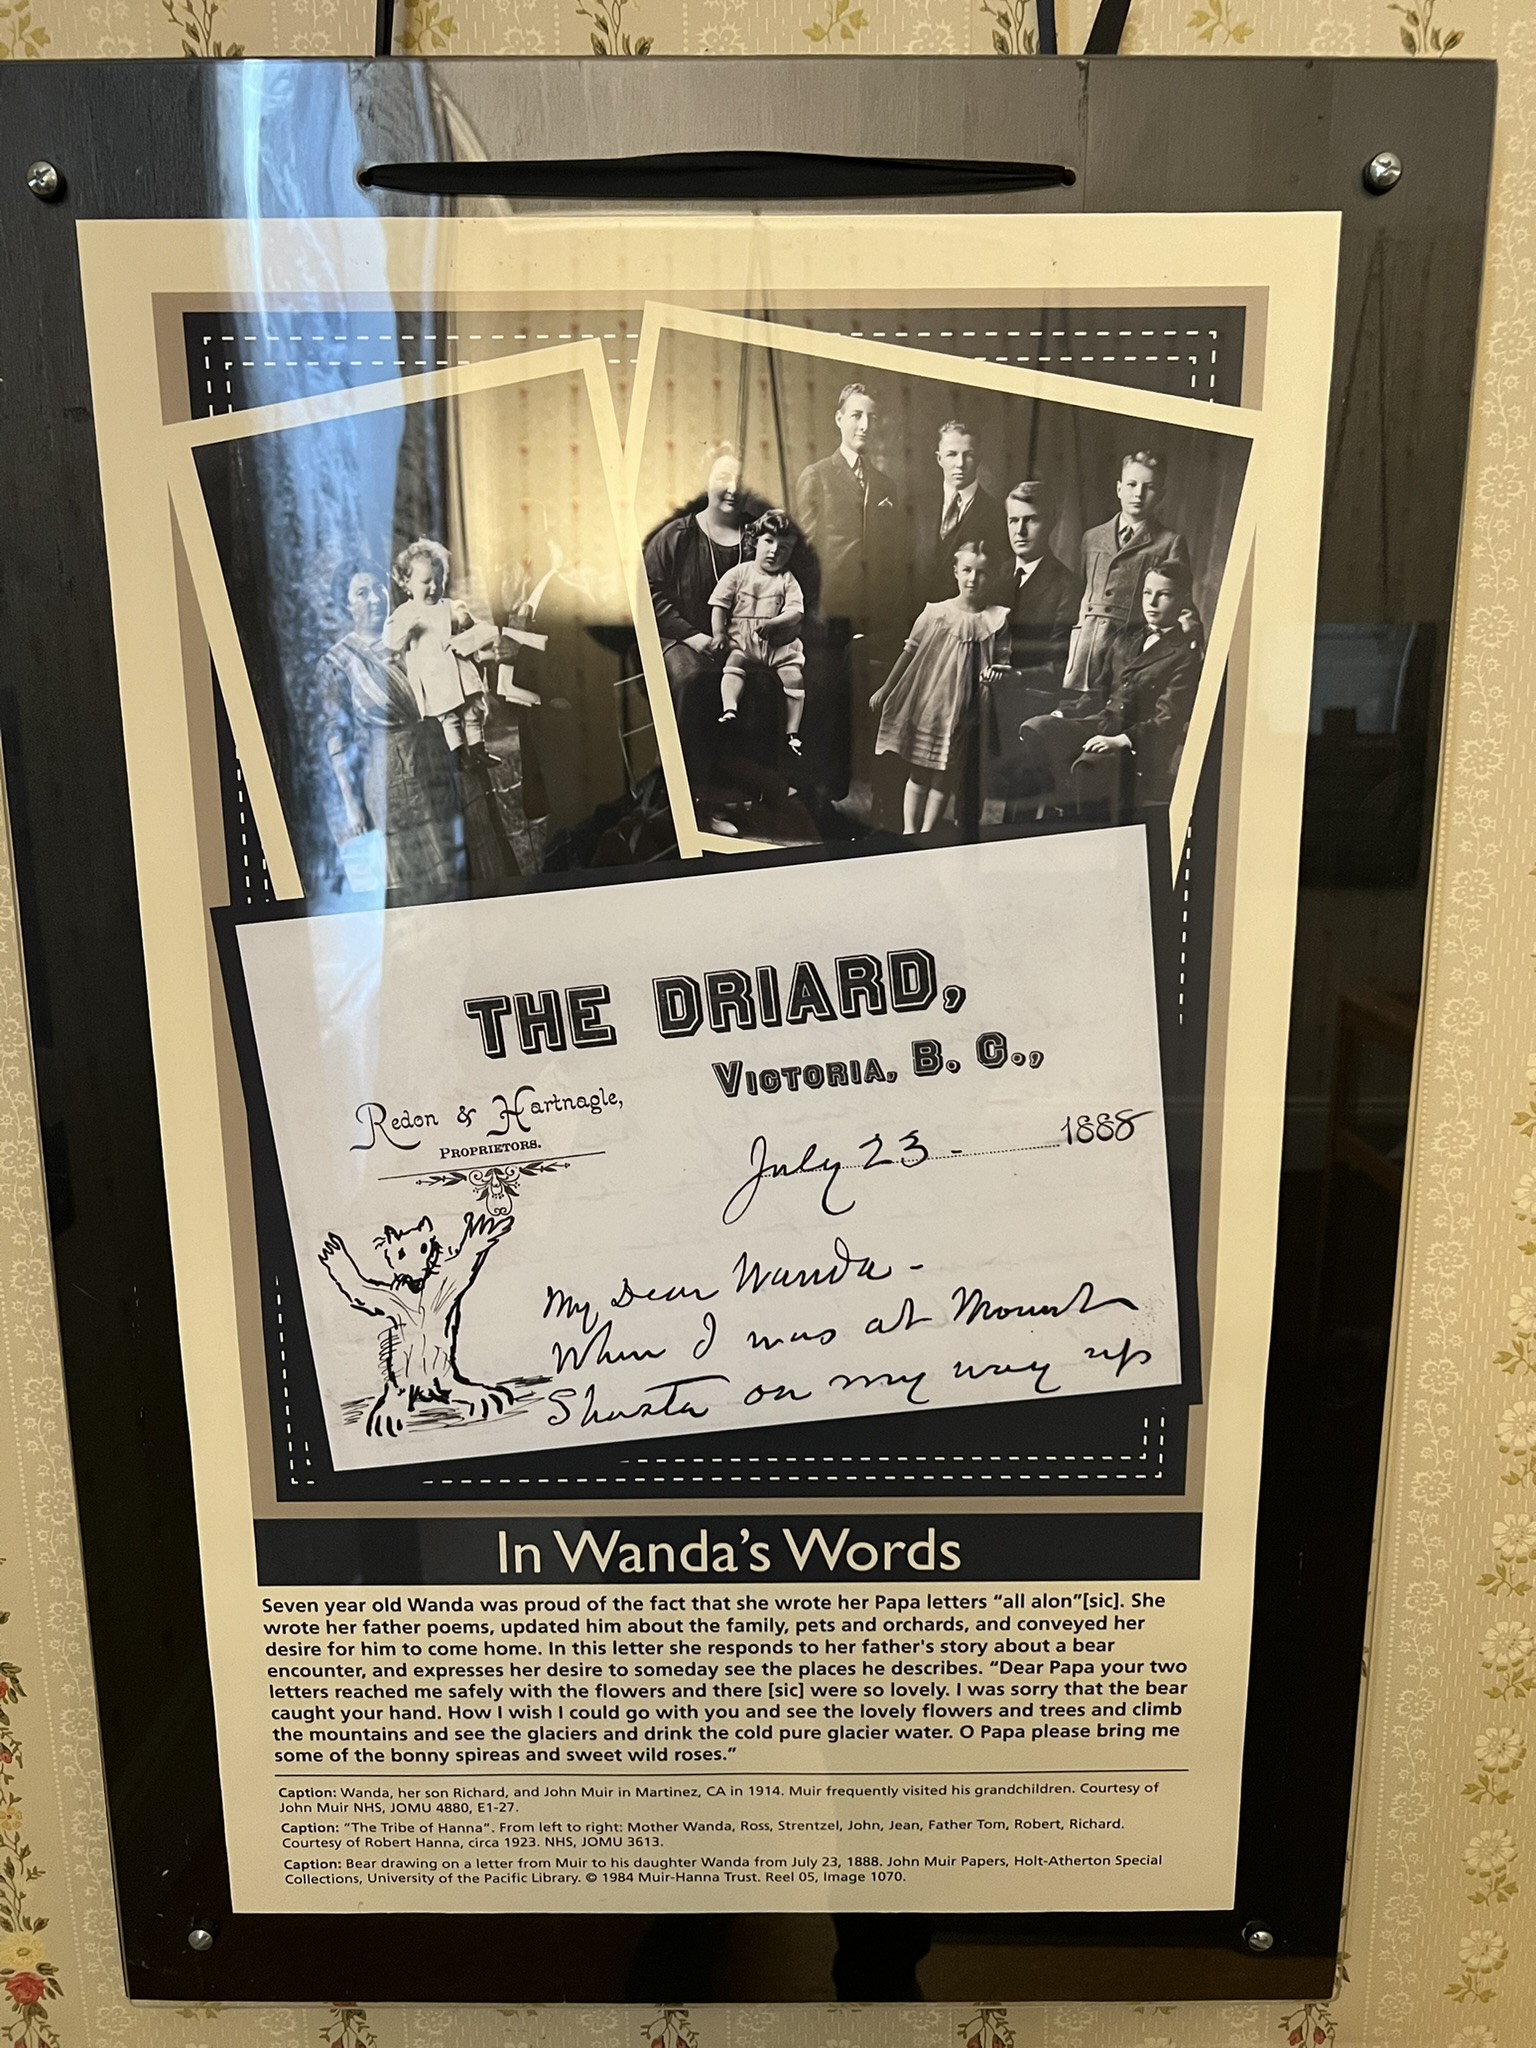 THE DRIARD,
VICTORIA, B. C.,
Redon & Hartnagle,
PROPRIETORS.
July 23 - 1888
My Dear Wanda -
When I was at Mount
Shasta on my way up
In Wanda's Words
Seven year old Wanda was proud of the fact that she wrote her Papa letters “all alon”[sic]. She
wrote her father poems, updated him about the family, pets and orchards, and conveyed her
desire for him to come home. In this letter she responds to her father's story about a bear
encounter, and expresses her desire to someday see the places he describes. “Dear Papa your two
letters reached me safely with the flowers and there [sic] were so lovely. I was sorry that the bear
caught your hand. How I wish I could go with you and see the lovely flowers and trees and climb
the mountains and see the glaciers and drink the cold pure glacier water. O Papa please bring me
some of the bonny spireas and sweet wild roses.”
Caption: Wanda, her son Richard, and John Muir in Martinez, CA in 1914. Muir frequently visited his grandchildren. Courtesy of
John Muir NHS, JOMU 4880, E1-27.
Caption: “The Tribe of Hanna”. From left to right: Mother Wanda, Ross, Strentzel, John, Jean, Father Tom, Robert, Richard.
Courtesy of Robert Hanna, circa 1923. NHS, JOMU 3613.
Caption: Bear drawing on a letter from Muir to his daughter Wanda from July 23, 1888. John Muir Papers, Holt-Atherton Special
Collections, University of the Pacific Library. © 1984 Muir-Hanna Trust. Reel 05, Image 1070.